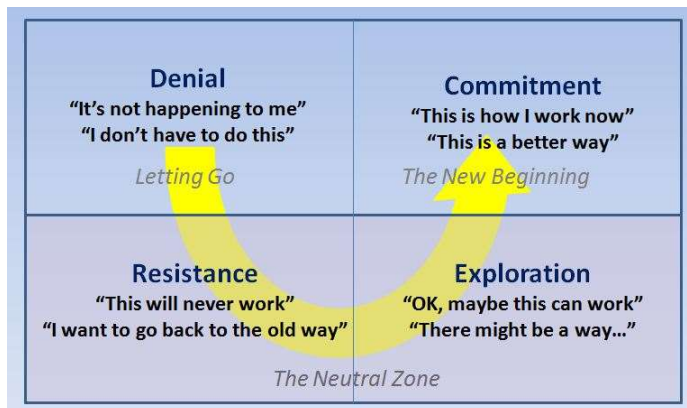 Denial
“It’s not happening to me”
“I don’t have to do this”
Letting Go
Commitment
“This is how I work now”
“This is a better way”
The New Beginning
Resistance
“This will never work”
“I want to go back to the old way”
Exploration
“OK, maybe this can work”
“There might be a way…”
The Neutral Zone